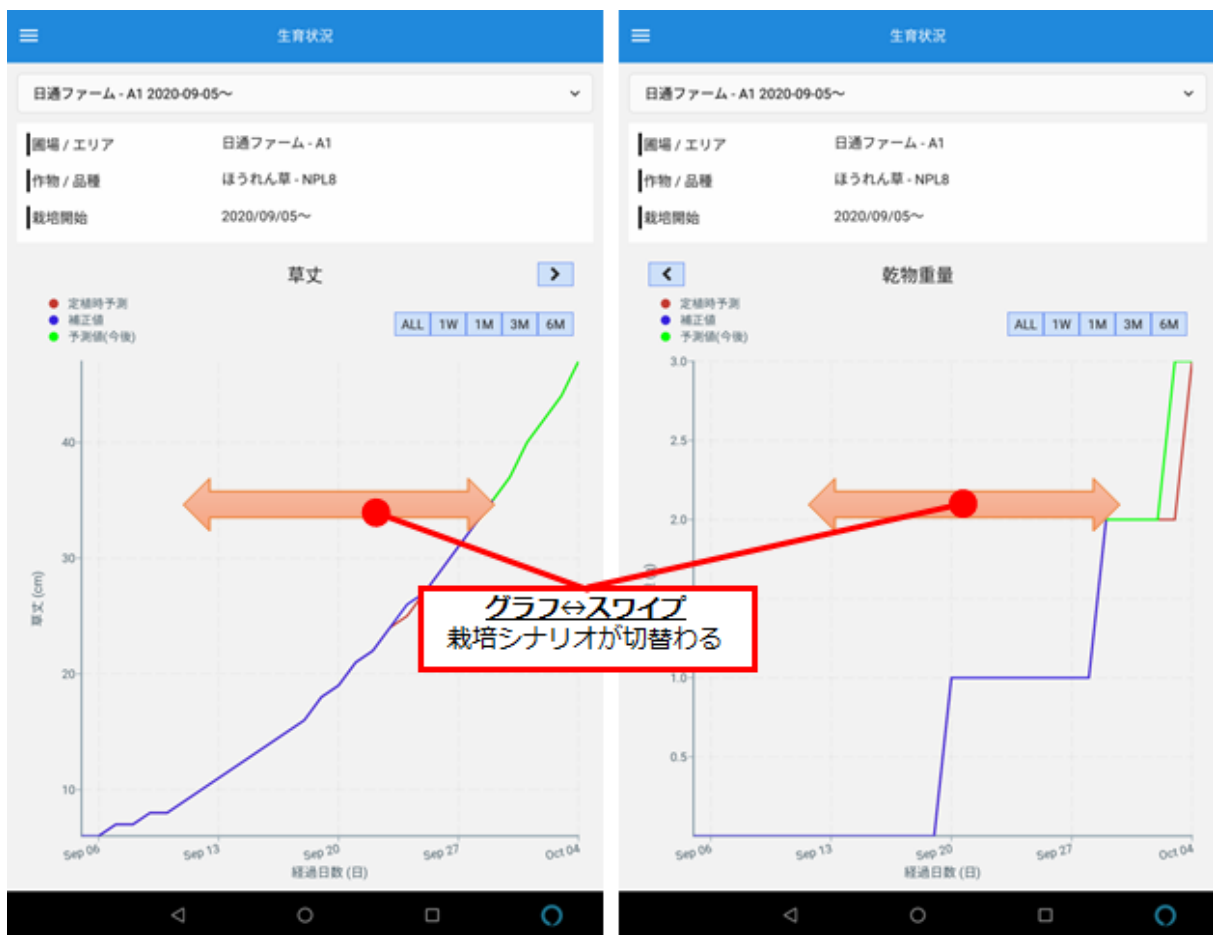 生育状況
日通ファーム - A1 2020-09-05～
圃場 / エリア 日通ファーム - A1
作物 / 品種 ほうれん草 - NPL8
栽培開始 2020/09/05～
草丈
定植時予測
補正値
予測値(今後)
ALL 1W 1M 3M 6M
40
30
20
10
草丈 (cm)
Sep 06 Sep 13 Sep 20 Sep 27 Oct 04
経過日数 (日)
生育状況
日通ファーム - A1 2020-09-05～
圃場 / エリア 日通ファーム - A1
作物 / 品種 ほうれん草 - NPL8
栽培開始 2020/09/05～
乾物重量
定植時予測
補正値
予測値(今後)
ALL 1W 1M 3M 6M
3.0
2.5
2.0
1.0
0.5
Sep 06 Sep 13 Sep 20 Sep 27 Oct 04
経過日数 (日)
グラフ↔スワイプ
栽培シナリオが切替わる